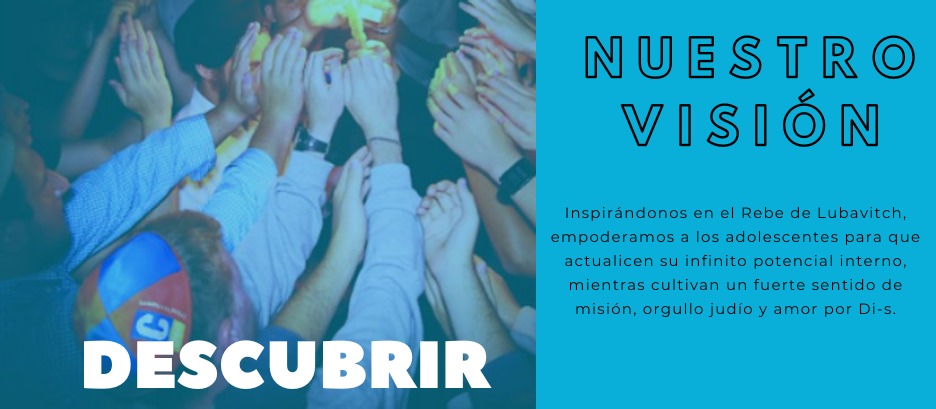 NUESTRO
VISIÓN
Inspirándonos en el Rebe de Lubavitch,
empoderamos a los adolescentes para que
actualicen su infinito potencial interno,
mientras cultivan un fuerte sentido de
misión, orgullo judío y amor por Di-s.
DESCUBRIR